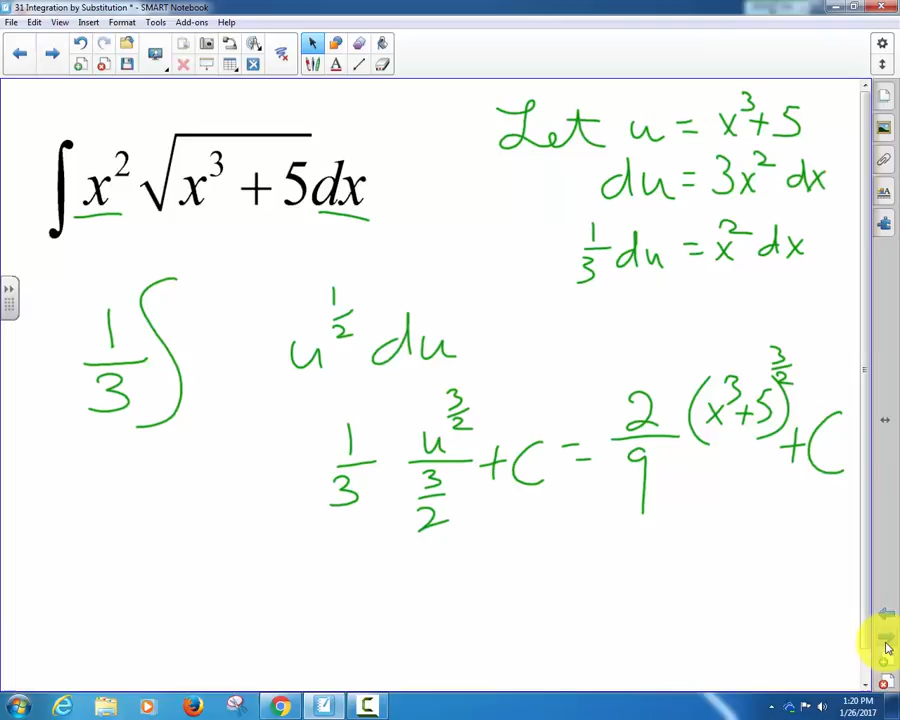 31 Integration by Substitution * - SMART Notebook
File Edit View Insert Format Tools Add-ons Help
∫ x² √(x³ + 5) dx
Let u = x³ + 5
du = 3x² dx
1/3 du = x² dx
1/3 ∫ u^(1/2) du
1/3 u^(3/2)/(3/2) + C = 2/9 (x³ + 5)^(3/2) + C
1:20 PM
1/26/2017